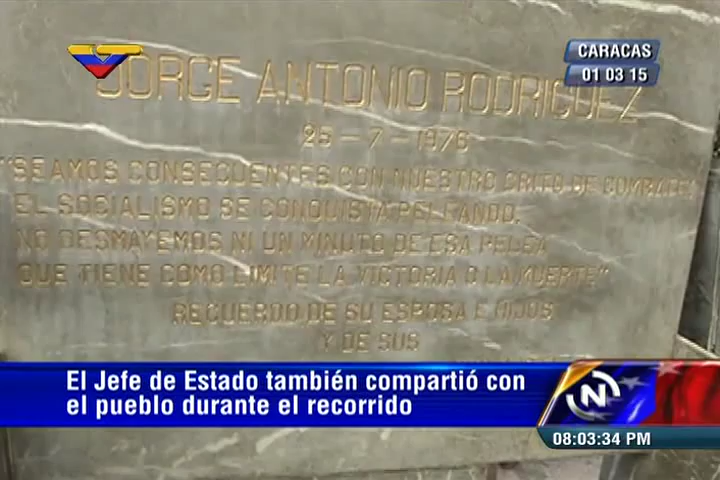 CARACAS
01 03 15
JORGE ANTONIO RODRIGUEZ
25-7-1976
"SEAMOS CONSECUENTES CON NUESTRO GRITO DE COMBATE,
EL SOCIALISMO SE CONQUISTA PELEANDO,
NO DESMAYEMOS NI UN MINUTO DE ESA PELEA
QUE TIENE COMO LIMITE LA VICTORIA O LA MUERTE"
RECUERDO DE SU ESPOSA E HIJOS
Y DE SUS
El Jefe de Estado también compartió con
el pueblo durante el recorrido
N
08:03:34 PM